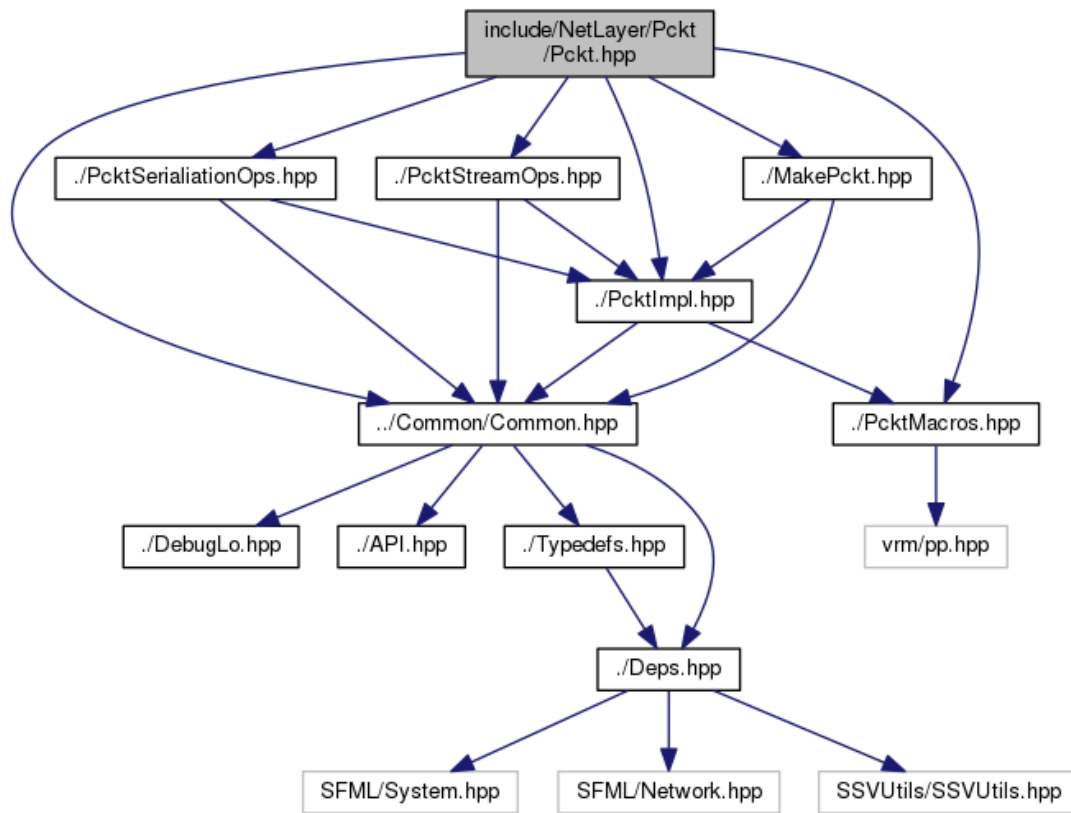 include/NetLayer/Pckt
/Pckt.hpp
./PcktSerialiationOps.hpp
./PcktStreamOps.hpp
./MakePckt.hpp
./PcktImpl.hpp
../Common/Common.hpp
./PcktMacros.hpp
./DebugLo.hpp
./API.hpp
./Typedefs.hpp
vrm/pp.hpp
./Deps.hpp
SFML/System.hpp
SFML/Network.hpp
SSVUtils/SSVUtils.hpp